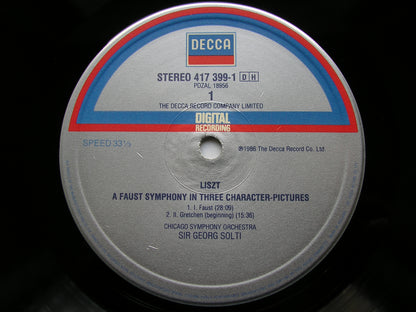 DECCA
STEREO 417 399-1 DH
PDZAL 18956
1
THE DECCA RECORD COMPANY LIMITED
DIGITAL
RECORDING
SPEED 33⅓
℗1986 The Decca Record Co. Ltd.
LISZT
A FAUST SYMPHONY IN THREE CHARACTER-PICTURES
1. I. Faust (28:09)
2. II. Gretchen (beginning) (15:36)
CHICAGO SYMPHONY ORCHESTRA
SIR GEORG SOLTI